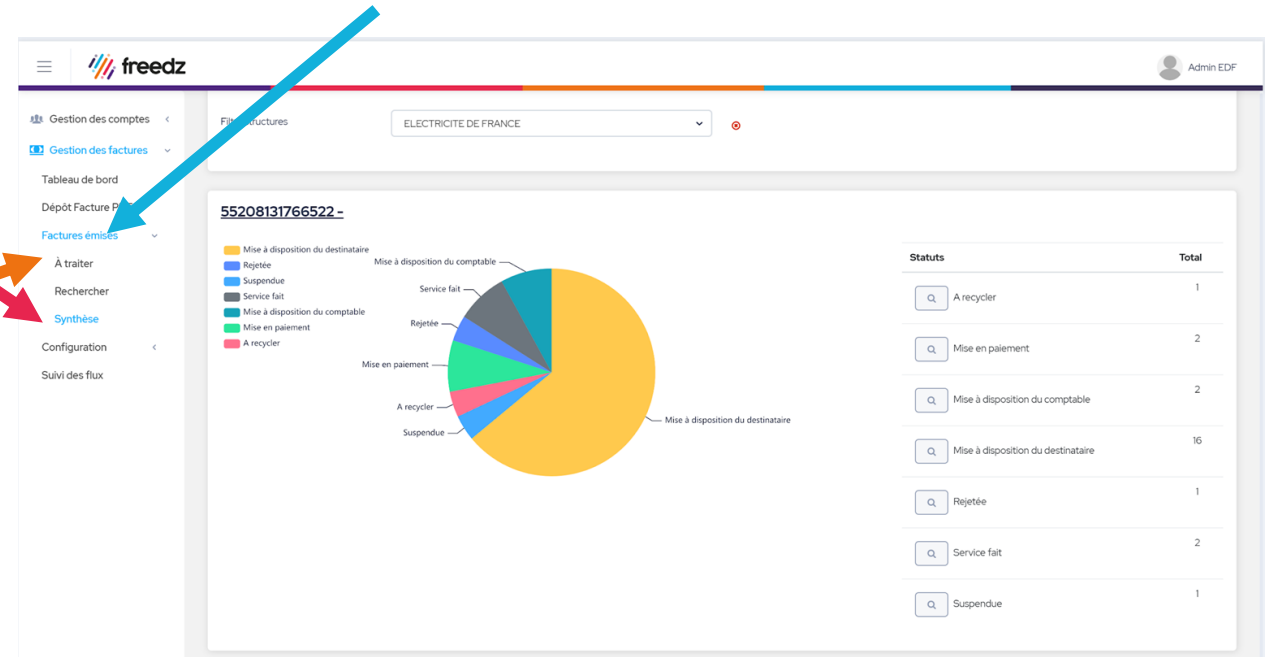 freedz
Admin EDF
Gestion des comptes
Gestion des factures
Tableau de bord
Dépôt Facture
Factures émises
À traiter
Rechercher
Synthèse
Configuration
Suivi des flux
ELECTRICITE DE FRANCE
55208131766522 -
Mise à disposition du destinataire
Rejetée
Suspendue
Service fait
Mise à disposition du comptable
Mise en paiement
A recycler
Mise à disposition du comptable
Service fait
Rejetée
Mise en paiement
A recycler
Suspendue
Mise à disposition du destinataire
Statuts Total
A recycler 1
Mise en paiement 2
Mise à disposition du comptable 2
Mise à disposition du destinataire 16
Rejetée 1
Service fait 2
Suspendue 1